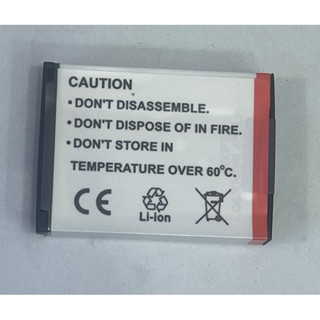 CAUTION
• DON'T DISASSEMBLE.
• DON'T DISPOSE OF IN FIRE.
• DON'T STORE IN
TEMPERATURE OVER 60°C.
CE Li-ion